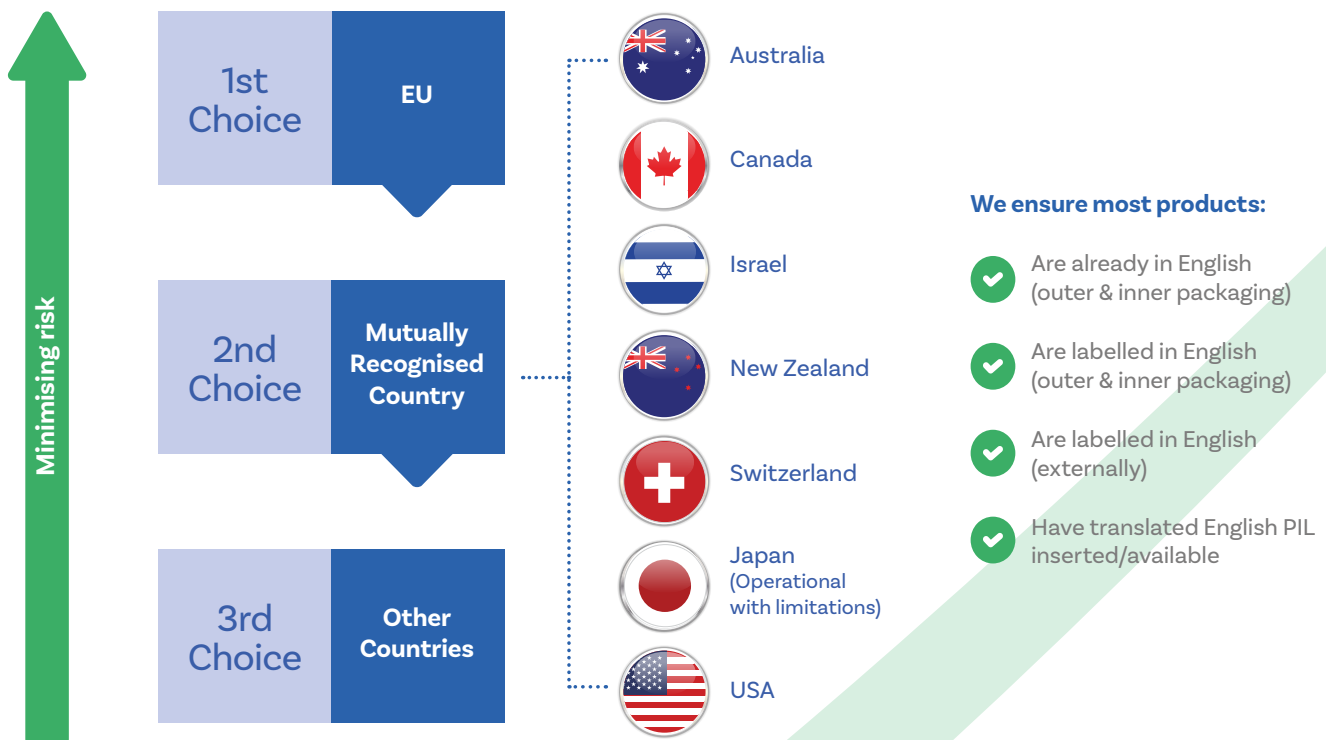 Minimising risk
1st
Choice
EU
2nd
Choice
Mutually
Recognised
Country
3rd
Choice
Other
Countries
Australia
Canada
Israel
New Zealand
Switzerland
Japan
(Operational
with limitations)
USA
We ensure most products:
Are already in English
(outer & inner packaging)
Are labelled in English
(outer & inner packaging)
Are labelled in English
(externally)
Have translated English PIL
inserted/available